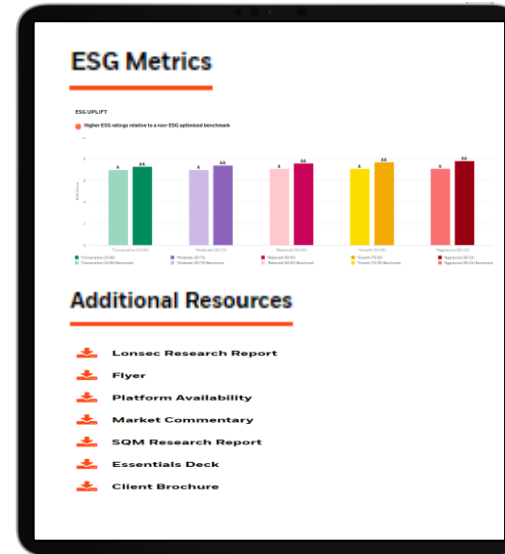 ESG Metrics
ESG UPLIFT
Higher ESG ratings relative to a non-ESG optimised benchmark
A AA A AA A AA A AA A AA
Additional Resources
Lonsec Research Report
Flyer
Platform Availability
Market Commentary
SQM Research Report
Essentials Deck
Client Brochure